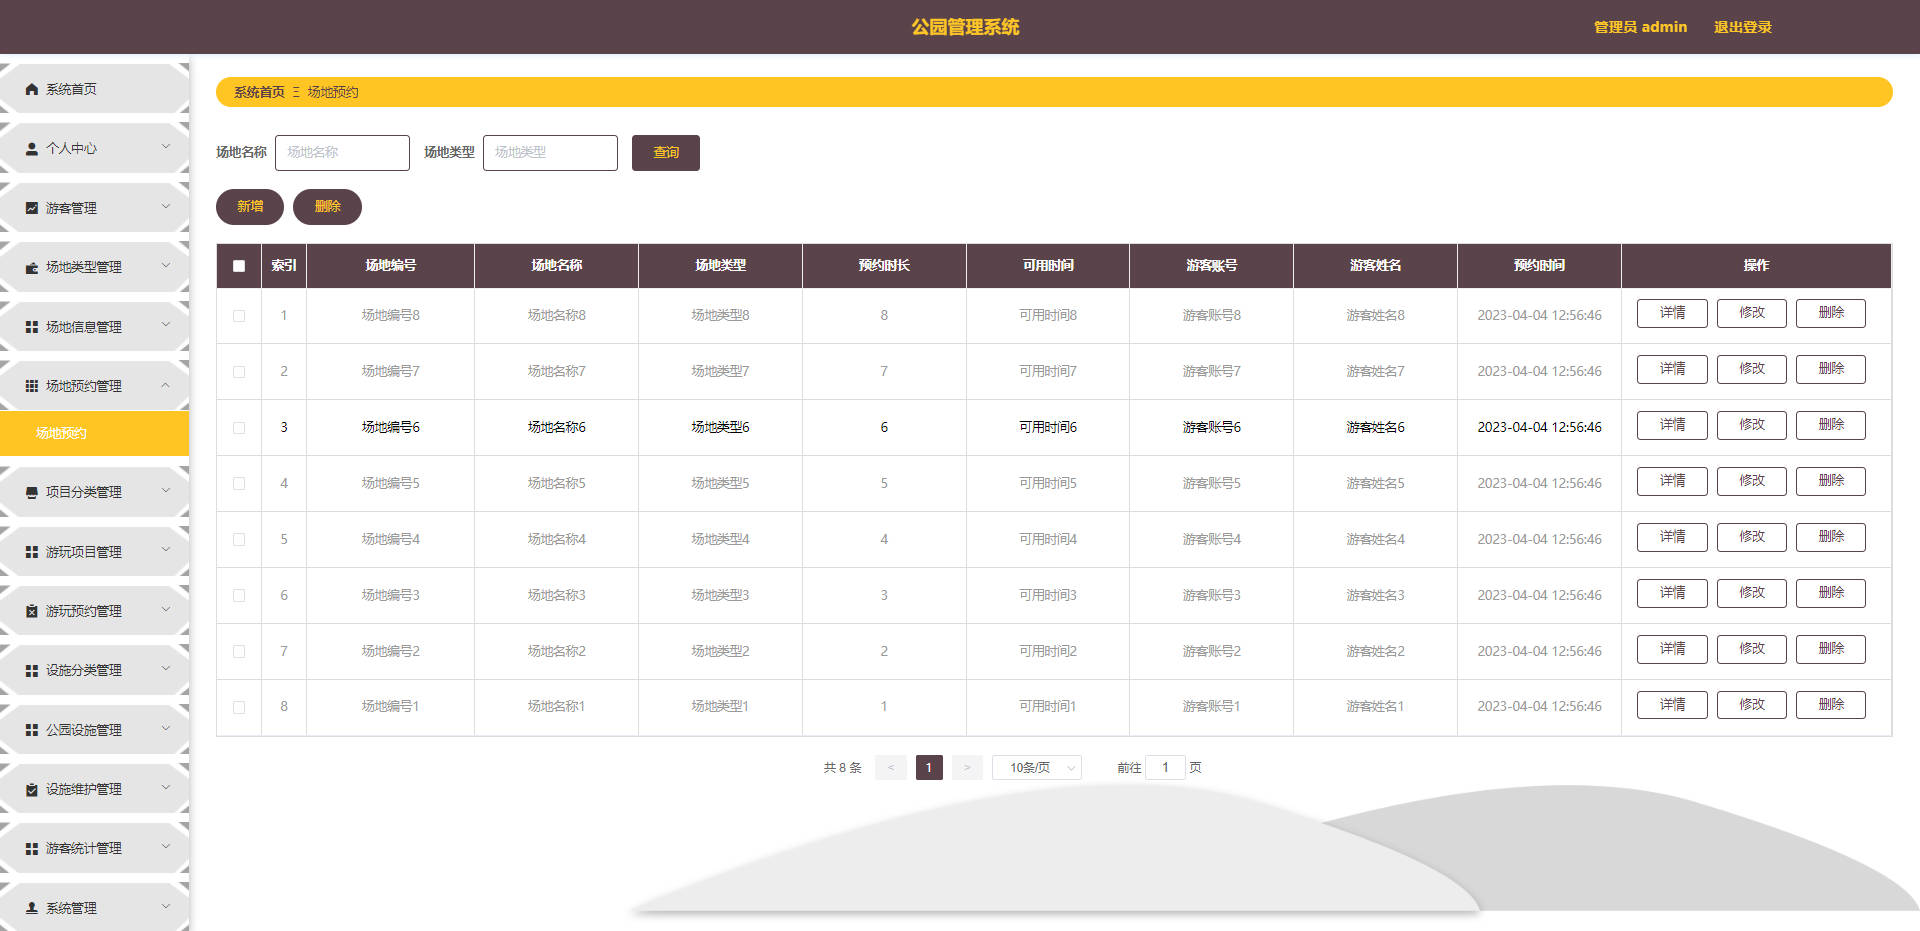 公园管理系统
管理员 admin 退出登录
系统首页
个人中心
游客管理
场地类型管理
场地信息管理
场地预约管理
场地预约
项目分类管理
游玩项目管理
游玩预约管理
设施分类管理
公园设施管理
设施维护管理
游客统计管理
系统管理
系统首页 Ξ 场地预约
场地名称 场地名称 场地类型 场地类型 查询
新增 删除
索引 场地编号 场地名称 场地类型 预约时长 可用时间 游客账号 游客姓名 预约时间 操作
1 场地编号8 场地名称8 场地类型8 8 可用时间8 游客账号8 游客姓名8 2023-04-04 12:56:46 详情 修改 删除
2 场地编号7 场地名称7 场地类型7 7 可用时间7 游客账号7 游客姓名7 2023-04-04 12:56:46 详情 修改 删除
3 场地编号6 场地名称6 场地类型6 6 可用时间6 游客账号6 游客姓名6 2023-04-04 12:56:46 详情 修改 删除
4 场地编号5 场地名称5 场地类型5 5 可用时间5 游客账号5 游客姓名5 2023-04-04 12:56:46 详情 修改 删除
5 场地编号4 场地名称4 场地类型4 4 可用时间4 游客账号4 游客姓名4 2023-04-04 12:56:46 详情 修改 删除
6 场地编号3 场地名称3 场地类型3 3 可用时间3 游客账号3 游客姓名3 2023-04-04 12:56:46 详情 修改 删除
7 场地编号2 场地名称2 场地类型2 2 可用时间2 游客账号2 游客姓名2 2023-04-04 12:56:46 详情 修改 删除
8 场地编号1 场地名称1 场地类型1 1 可用时间1 游客账号1 游客姓名1 2023-04-04 12:56:46 详情 修改 删除
共 8 条 < 1 > 10条/页 前往 1 页